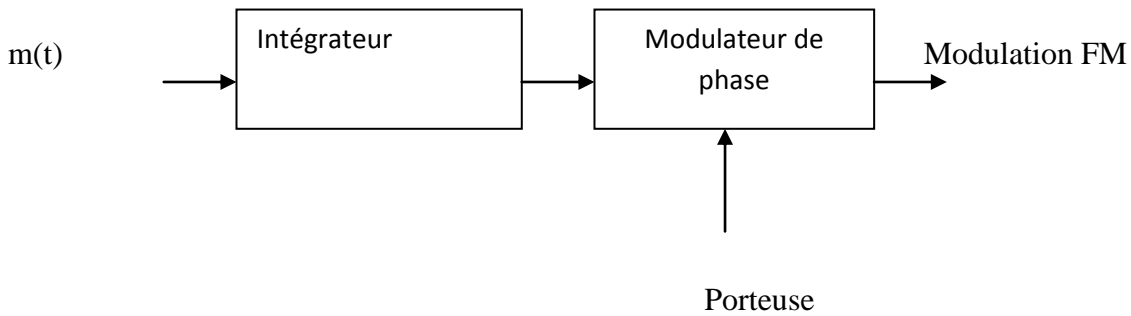 m(t)
Intégrateur
Modulateur de
phase
Modulation FM
Porteuse